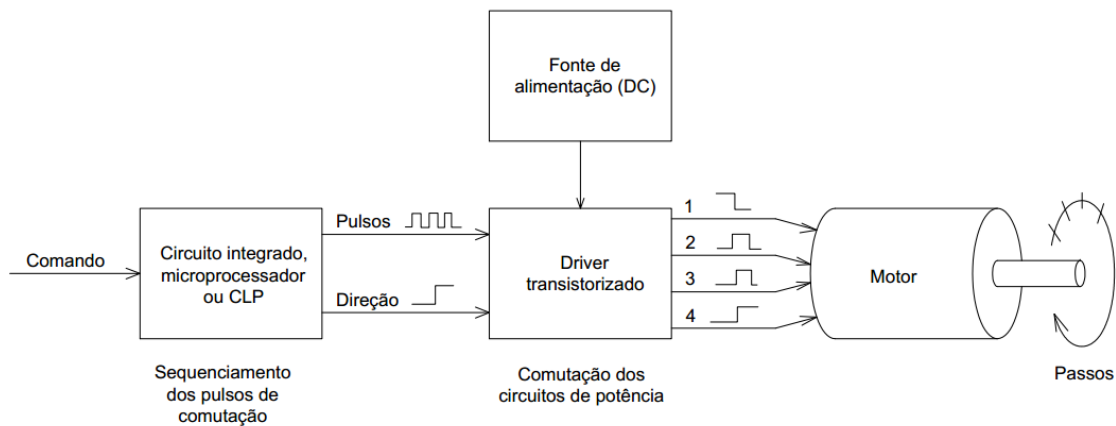 Fonte de
alimentação (DC)
Comando
Circuito integrado,
microprocessador
ou CLP
Pulsos
Direção
Driver
transistorizado
1
2
3
4
Motor
Sequenciamento
dos pulsos de
comutação
Comutação dos
circuitos de potência
Passos